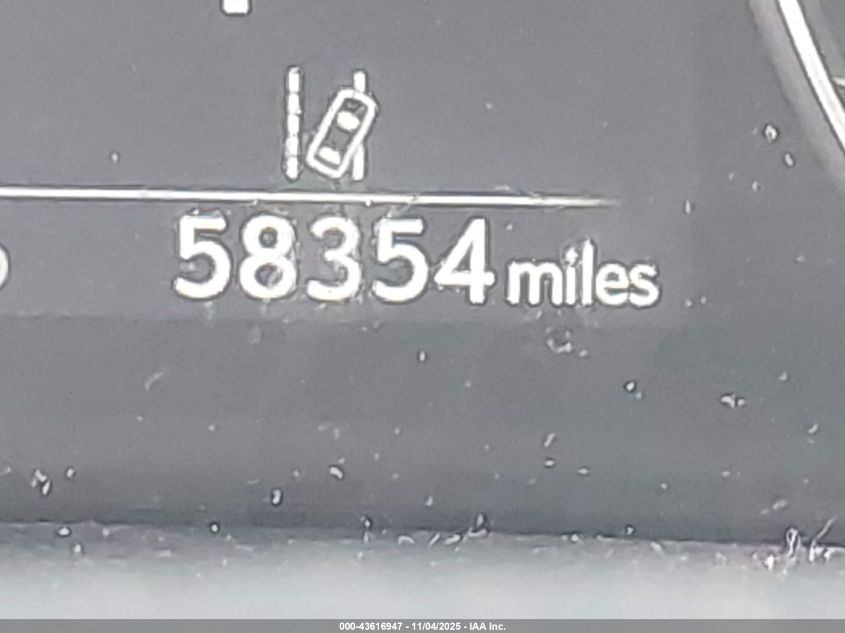 58354 miles
000-43616947 - 11/04/2025 - IAA Inc.